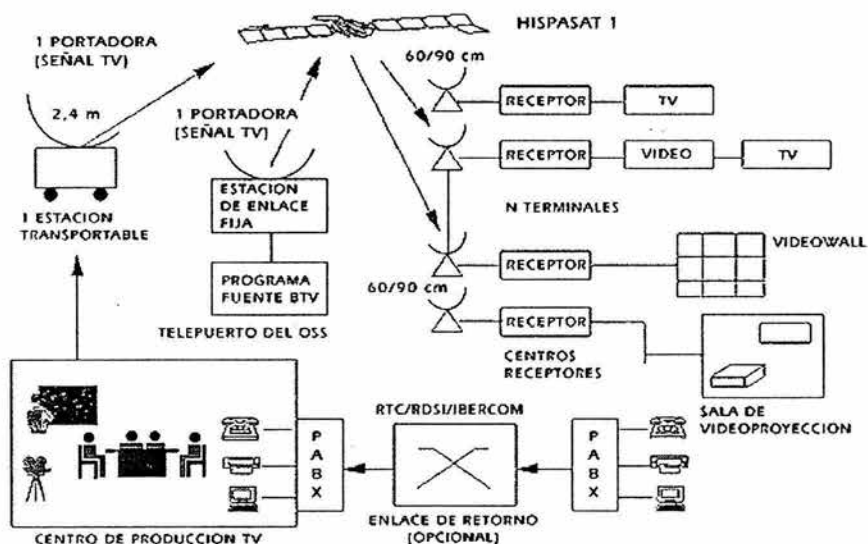 1 PORTADORA
[SEÑAL TV]
HISPASAT 1
60/90 cm
RECEPTOR
TV
1 PORTADORA
(SEÑAL TV)
2,4 m
RECEPTOR
VIDEO
TV
ESTACION
DE ENLACE
FIJA
N TERMINALES
1 ESTACION
TRANSPORTABLE
VIDEOWALL
RECEPTOR
PROGRAMA
FUENTE BTV
60/90 cm
TELEPUERTO DEL OSS
RECEPTOR
CENTROS
RECEPTORES
SALA DE
VIDEOPROYECCION
RTC/RDSI/IBERCOM
PABX
PABX
ENLACE DE RETORNO
[OPCIONAL]
CENTRO DE PRODUCCION TV